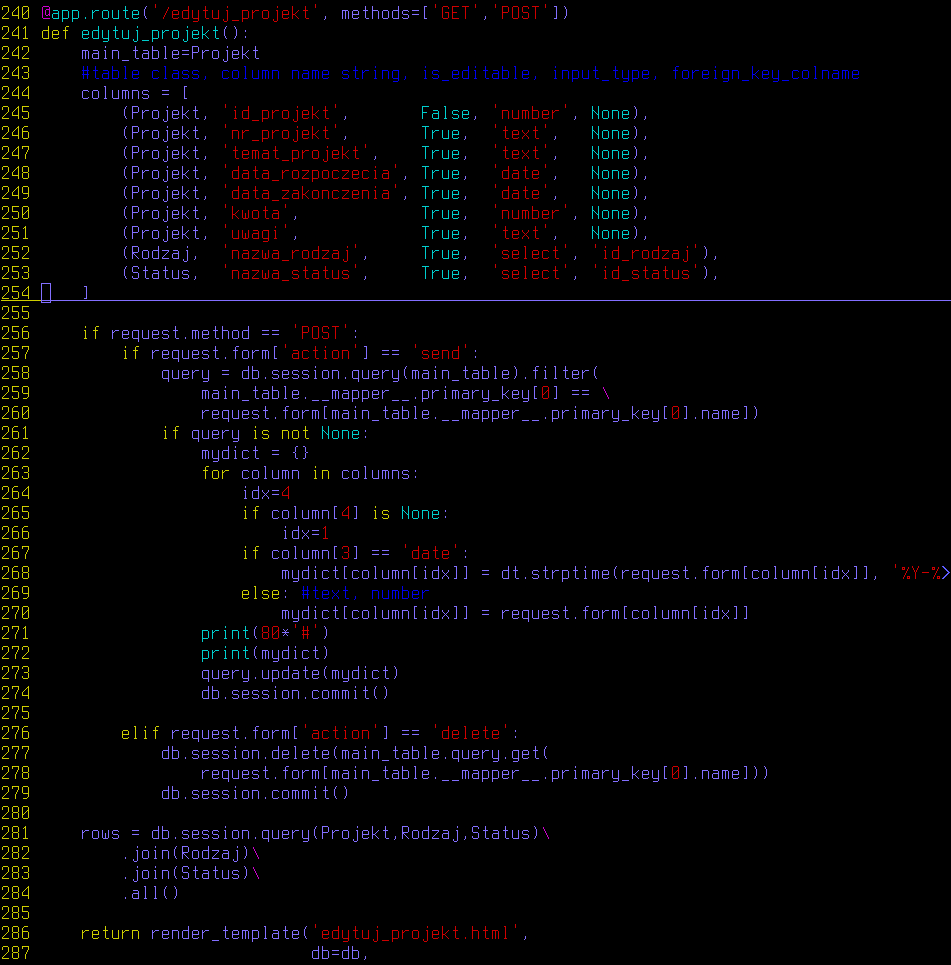 240 @app.route('/edytuj_projekt', methods=['GET','POST'])
241 def edytuj_projekt():
242     main_table=Projekt
243     #table class, column name string, is_editable, input_type, foreign_key_colname
244     columns = [
245         (Projekt, 'id_projekt',       False, 'number', None),
246         (Projekt, 'nr_projekt',       True,  'text',   None),
247         (Projekt, 'temat_projekt',    True,  'text',   None),
248         (Projekt, 'data_rozpoczecia', True,  'date',   None),
249         (Projekt, 'data_zakonczenia', True,  'date',   None),
250         (Projekt, 'kwota',            True,  'number', None),
251         (Projekt, 'uwagi',            True,  'text',   None),
252         (Rodzaj,  'nazwa_rodzaj',     True,  'select', 'id_rodzaj'),
253         (Status,  'nazwa_status',     True,  'select', 'id_status'),
254     ]
255
256     if request.method == 'POST':
257         if request.form['action'] == 'send':
258             query = db.session.query(main_table).filter(
259                 main_table.__mapper__.primary_key[0] == \
260                 request.form[main_table.__mapper__.primary_key[0].name])
261             if query is not None:
262                 mydict = {}
263                 for column in columns:
264                     idx=4
265                     if column[4] is None:
266                         idx=1
267                     if column[3] == 'date':
268                         mydict[column[idx]] = dt.strptime(request.form[column[idx]], '%Y-%>
269                     else: #text, number
270                         mydict[column[idx]] = request.form[column[idx]]
271                 print(80*'#')
272                 print(mydict)
273                 query.update(mydict)
274                 db.session.commit()
275
276         elif request.form['action'] == 'delete':
277             db.session.delete(main_table.query.get(
278                 request.form[main_table.__mapper__.primary_key[0].name]))
279             db.session.commit()
280
281     rows = db.session.query(Projekt,Rodzaj,Status)\
282         .join(Rodzaj)\
283         .join(Status)\
284         .all()
285
286     return render_template('edytuj_projekt.html',
287                            db=db,